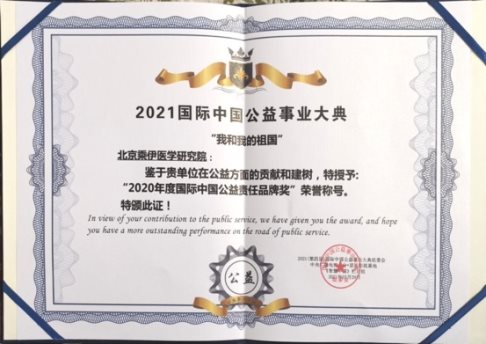 2021国际中国公益事业大典
“我和我的祖国”
北京乘伊医学研究院：
鉴于贵单位在公益方面的贡献和建树，特授予：
“2020年度国际中国公益责任品牌奖”荣誉称号。
特颁此证！
In view of your contribution to the public service, we have given you the award, and hope
you have a more outstanding performance on the road of public service.
公益